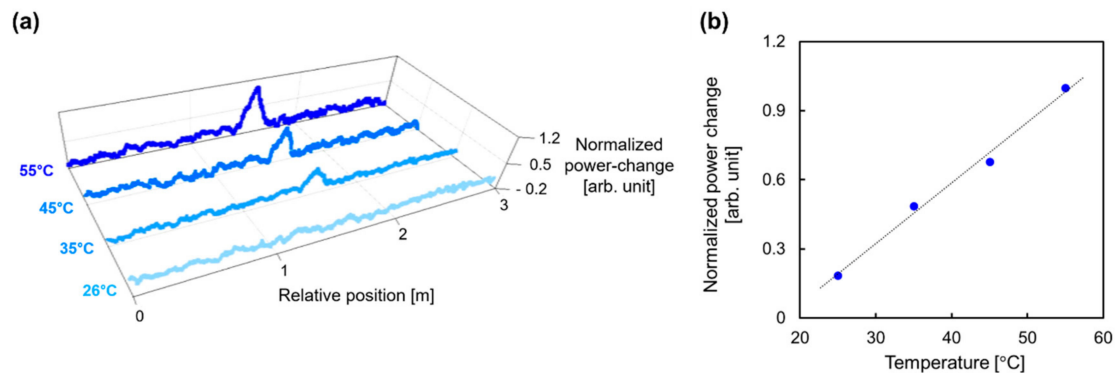 (a)
55°C
45°C
35°C
26°C
0
1
2
3
Relative position [m]
1.2
0.5
- 0.2
Normalized
power-change
[arb. unit]
(b)
Normalized power change
[arb. unit]
1.2
0.9
0.6
0.3
0
20
30
40
50
60
Temperature [°C]